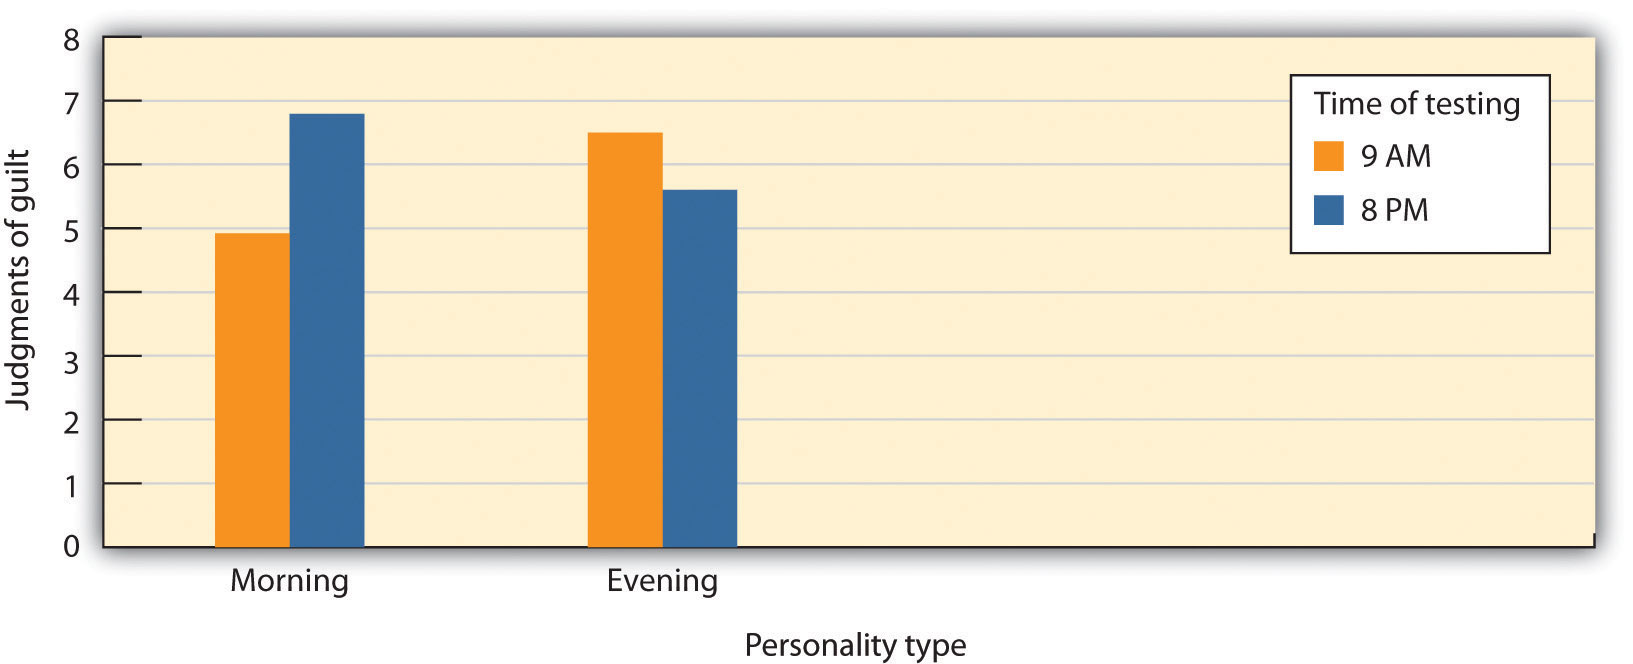 8
7
6
5
4
3
2
1
0
Judgments of guilt
Time of testing
9 AM
8 PM
Morning
Evening
Personality type